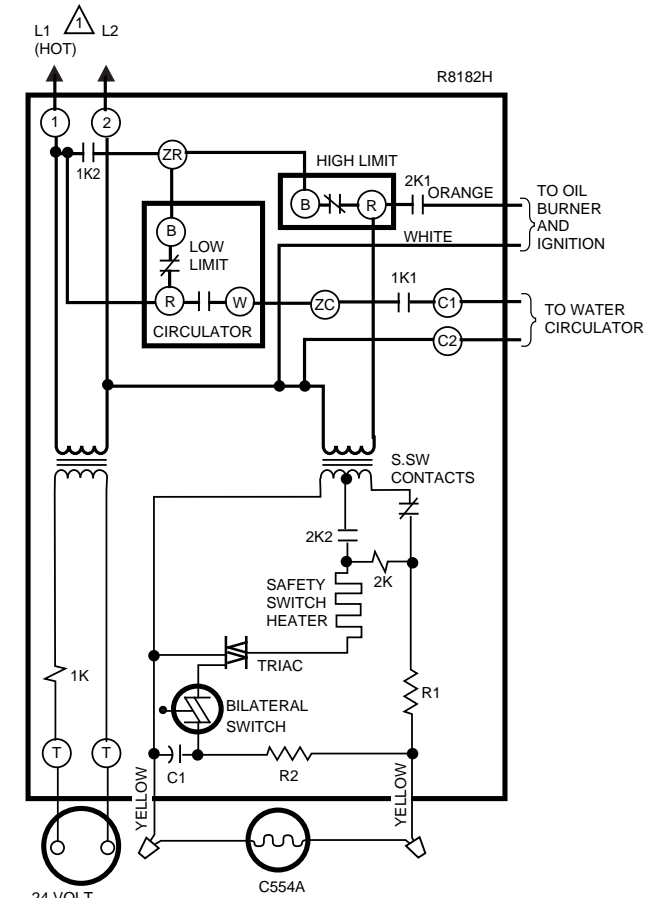 L1
1
L2
(HOT)
R8182H
1
2
1K2
ZR
HIGH LIMIT
B
R
2K1
ORANGE
TO OIL
BURNER
AND
IGNITION
WHITE
B
LOW
LIMIT
R
W
CIRCULATOR
ZC
1K1
C1
C2
TO WATER
CIRCULATOR
S.SW
CONTACTS
2K2
2K
SAFETY
SWITCH
HEATER
TRIAC
1K
R1
BILATERAL
SWITCH
T
T
C1
R2
YELLOW
YELLOW
C554A
24 VOLT